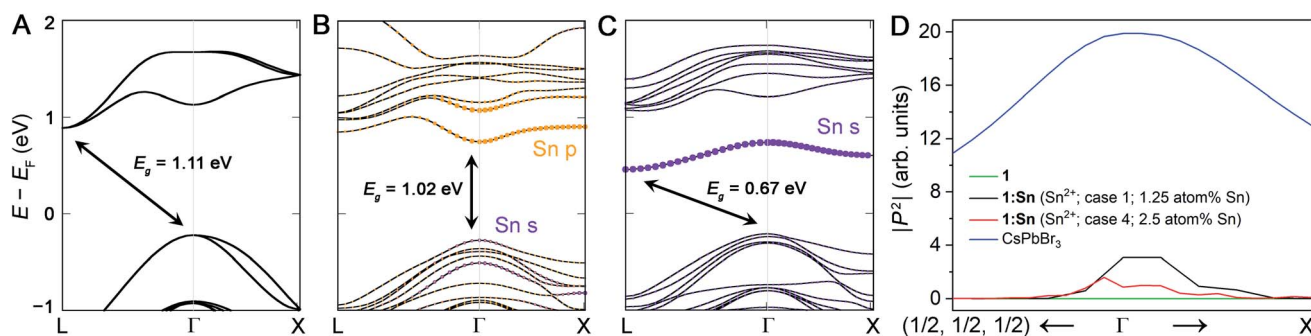 A
B
C
D
E − E_F (eV)
2
1
0
−1
E_g = 1.11 eV
L
Γ
X
Sn p
E_g = 1.02 eV
Sn s
L
Γ
X
Sn s
E_g = 0.67 eV
L
Γ
X
|P²| (arb. units)
20
16
12
8
4
0
1
1:Sn (Sn²⁺; case 1; 1.25 atom% Sn)
1:Sn (Sn²⁺; case 4; 2.5 atom% Sn)
CsPbBr₃
(1/2, 1/2, 1/2) ← Γ → X